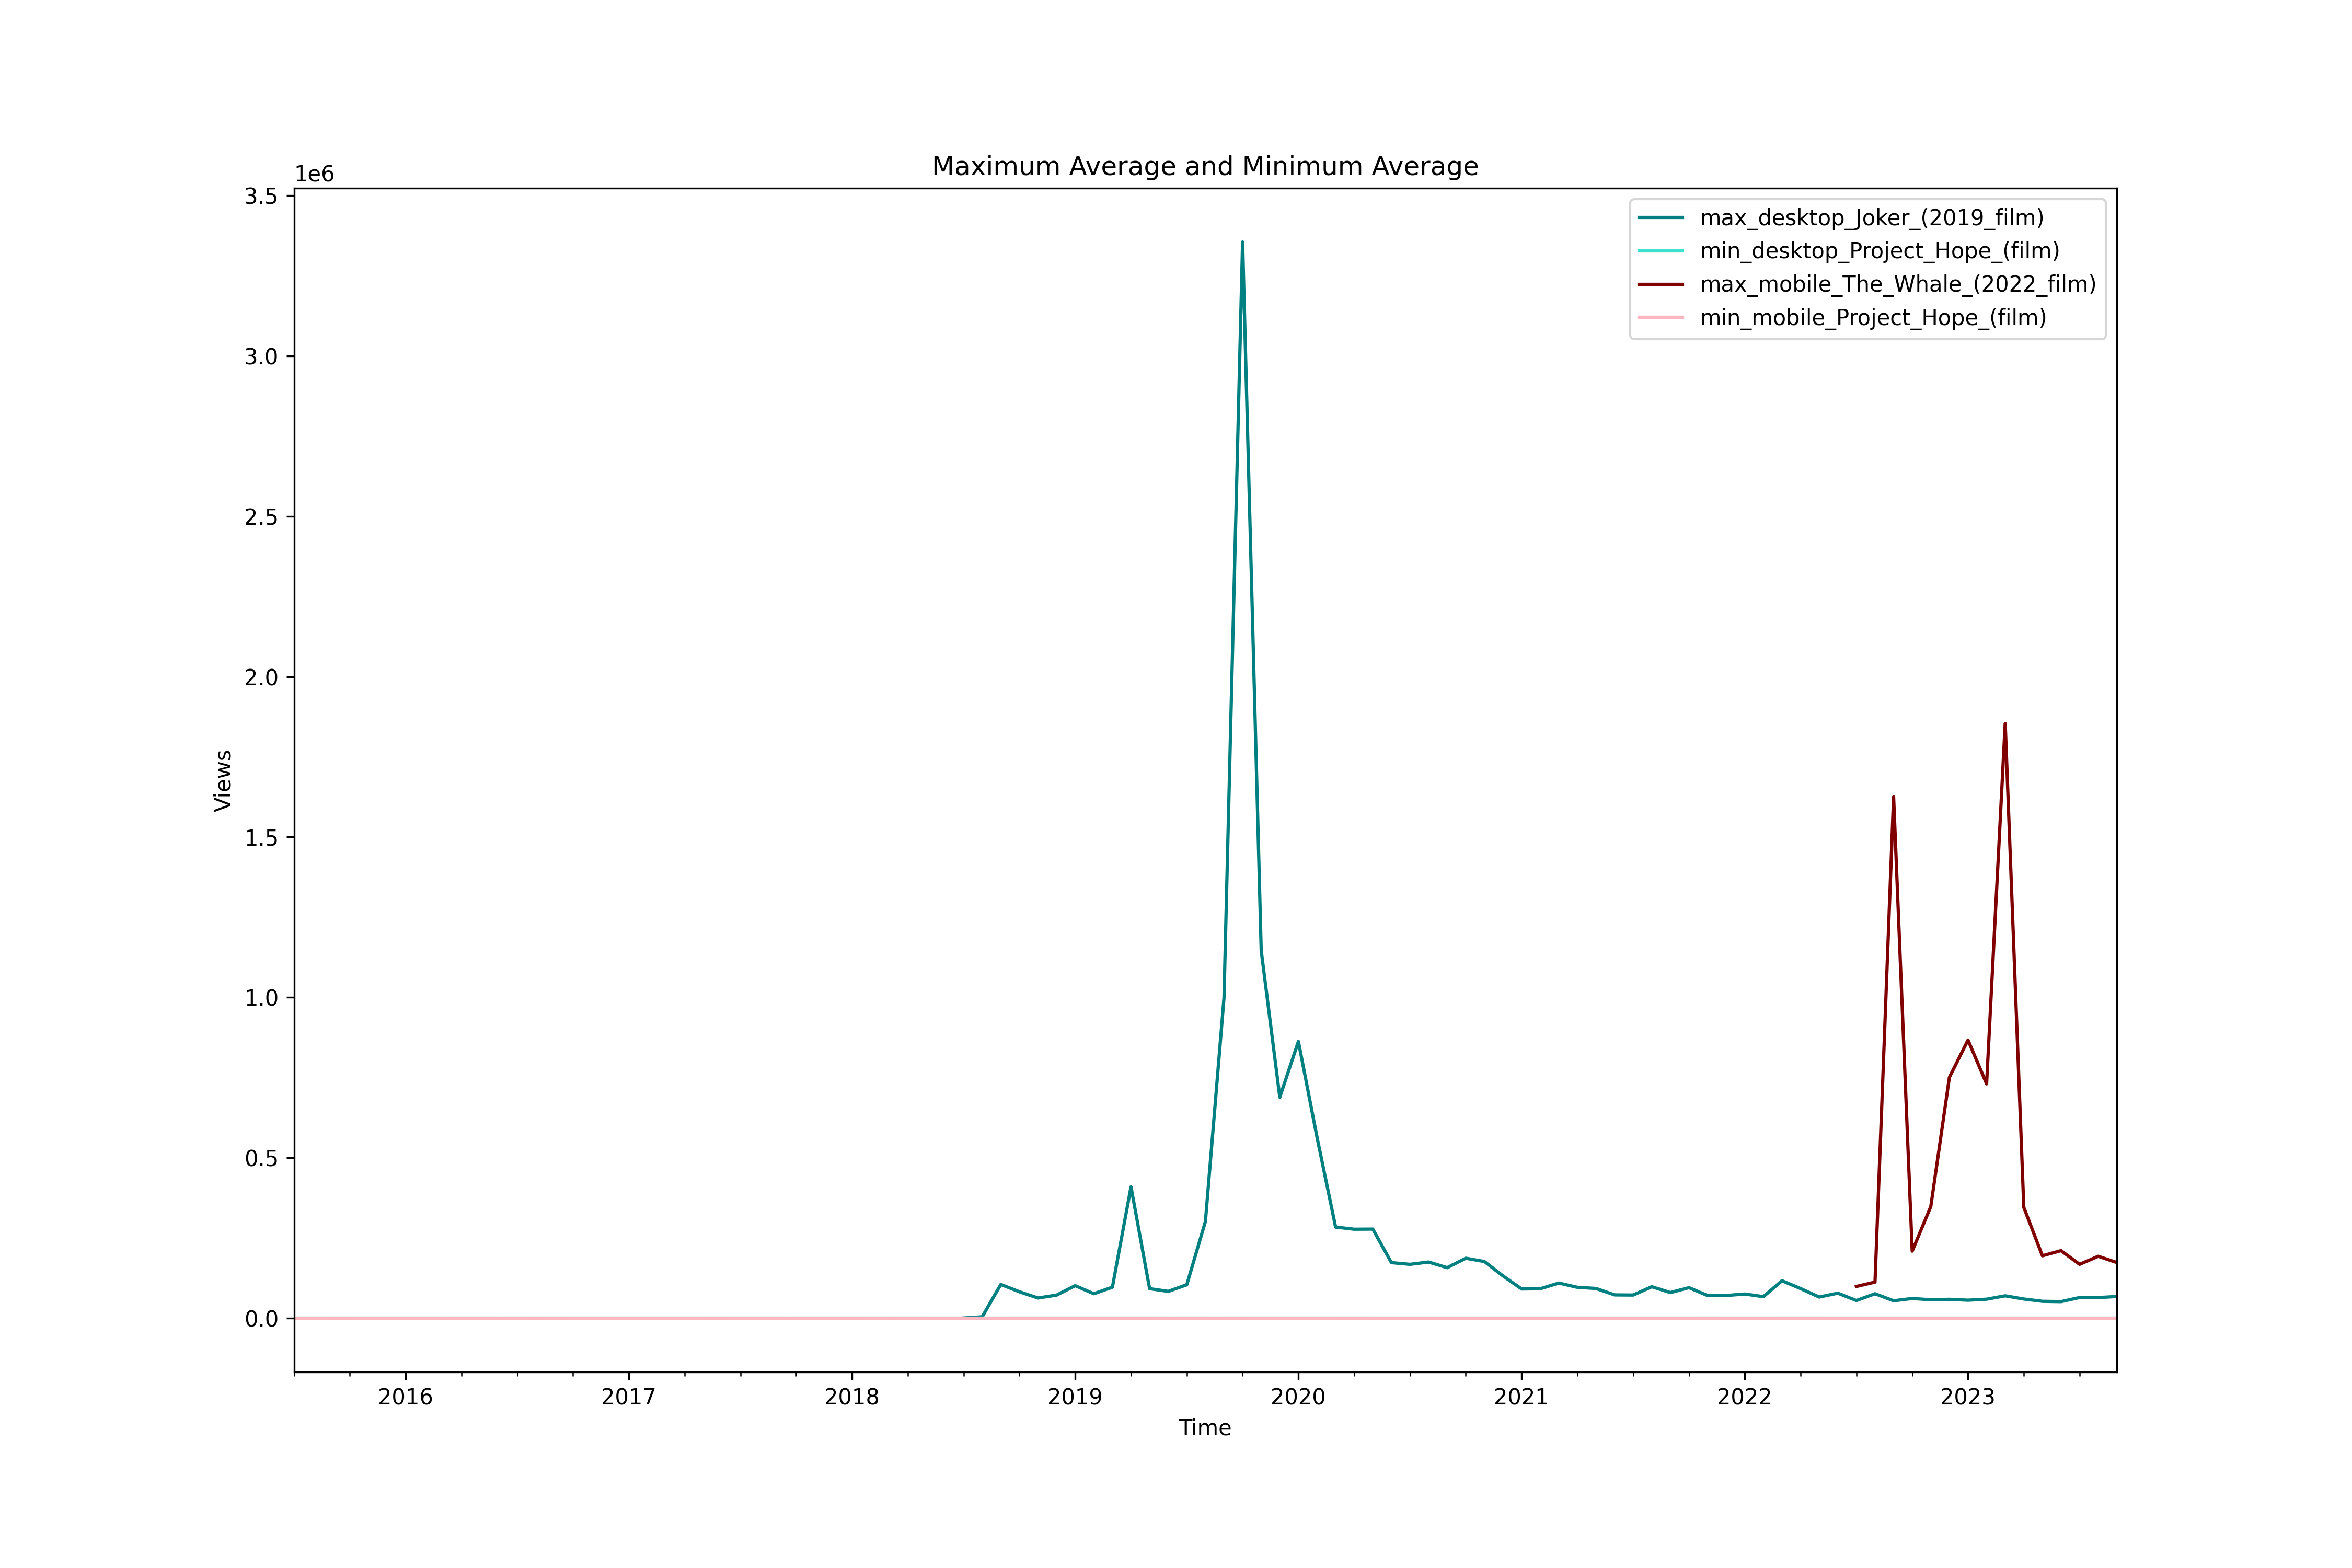 Maximum Average and Minimum Average
1e6
3.5
3.0
2.5
2.0
1.5
1.0
0.5
0.0
Views
max_desktop_Joker_(2019_film)
min_desktop_Project_Hope_(film)
max_mobile_The_Whale_(2022_film)
min_mobile_Project_Hope_(film)
2016 2017 2018 2019 2020 2021 2022 2023
Time